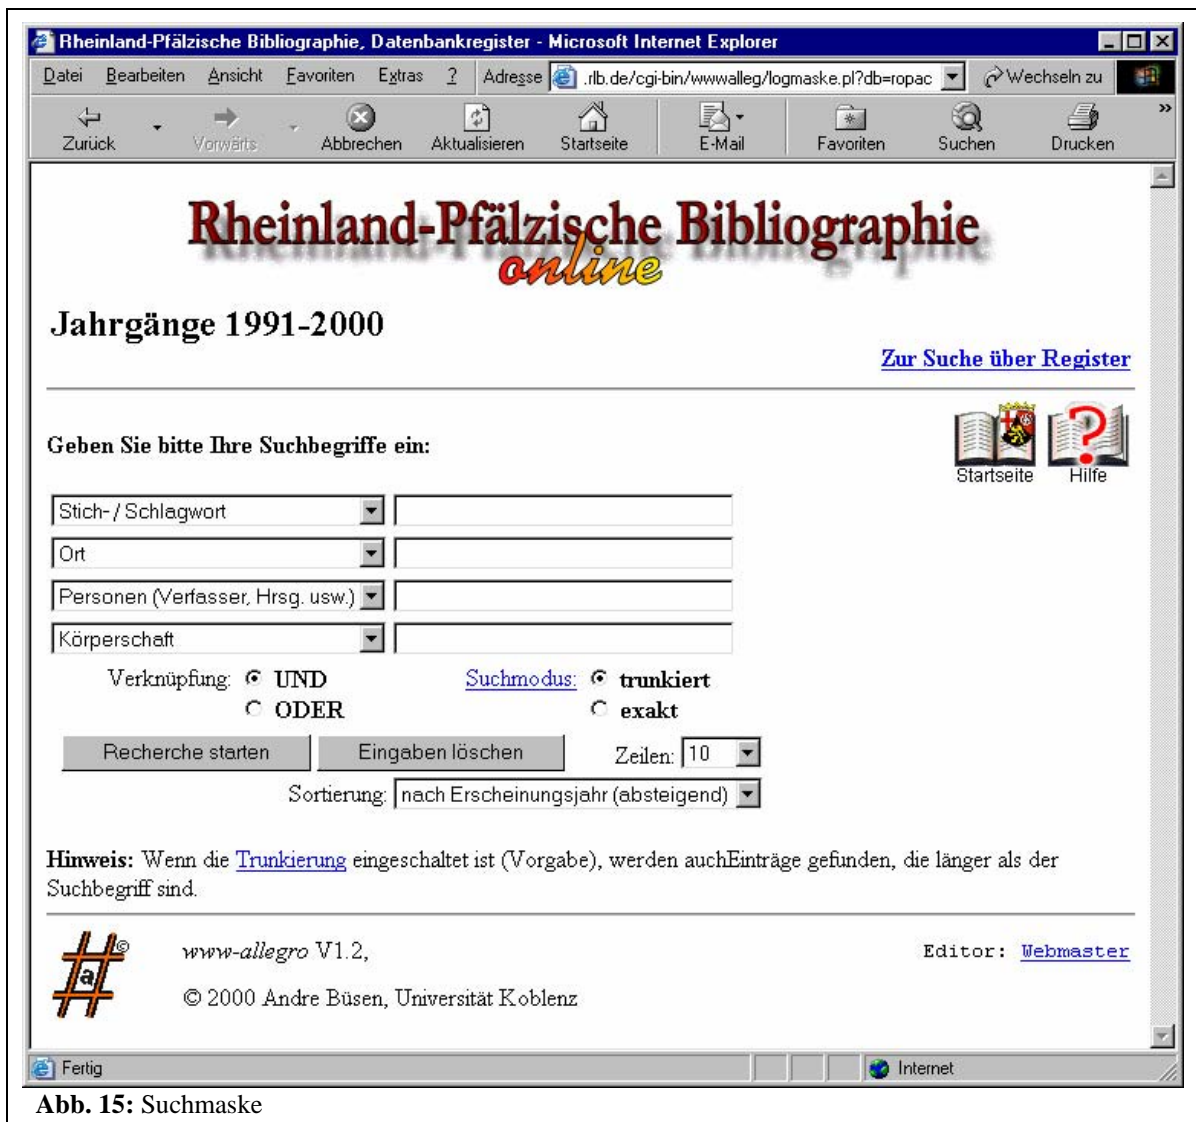 Rheinland-Pfälzische Bibliographie, Datenbankregister - Microsoft Internet Explorer
Datei Bearbeiten Ansicht Favoriten Extras ? Adresse .rlb.de/cgi-bin/wwwalleg/logmaske.pl?db=ropac Wechseln zu
Zurück Vorwärts Abbrechen Aktualisieren Startseite E-Mail Favoriten Suchen Drucken »
Rheinland-Pfälzische Bibliographie
online
Jahrgänge 1991-2000
Zur Suche über Register
Geben Sie bitte Ihre Suchbegriffe ein:
Startseite Hilfe
Stich- / Schlagwort
Ort
Personen (Verfasser, Hrsg. usw.)
Körperschaft
Verknüpfung: UND Suchmodus: trunkiert
ODER exakt
Recherche starten Eingaben löschen Zeilen: 10
Sortierung: nach Erscheinungsjahr (absteigend)
Hinweis: Wenn die Trunkierung eingeschaltet ist (Vorgabe), werden auchEinträge gefunden, die länger als der
Suchbegriff sind.
a ©
www-allegro V1.2, Editor: Webmaster
© 2000 Andre Büsen, Universität Koblenz
Fertig Internet
Abb. 15: Suchmaske